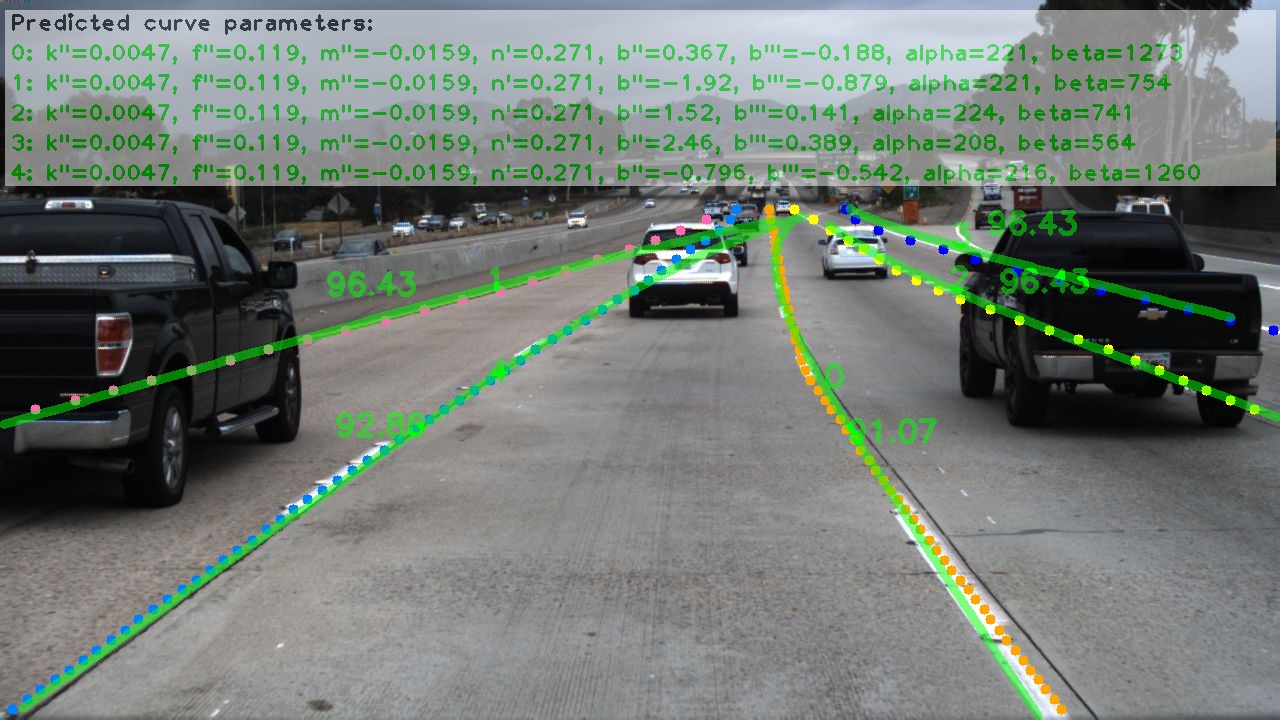 Predicted curve parameters:
0: k''=0.0047, f''=0.119, m''=−0.0159, n'=0.271, b''=0.367, b'''=−0.188, alpha=221, beta=1273
1: k''=0.0047, f''=0.119, m''=−0.0159, n'=0.271, b''=−1.92, b'''=−0.879, alpha=221, beta=754
2: k''=0.0047, f''=0.119, m''=−0.0159, n'=0.271, b''=1.52, b'''=0.141, alpha=224, beta=741
3: k''=0.0047, f''=0.119, m''=−0.0159, n'=0.271, b''=2.46, b'''=0.389, alpha=208, beta=564
4: k''=0.0047, f''=0.119, m''=−0.0159, n'=0.271, b''=−0.796, b'''=−0.542, alpha=216, beta=1260
96.43
96.43 1
2 96.43
0
4
92.86
91.07